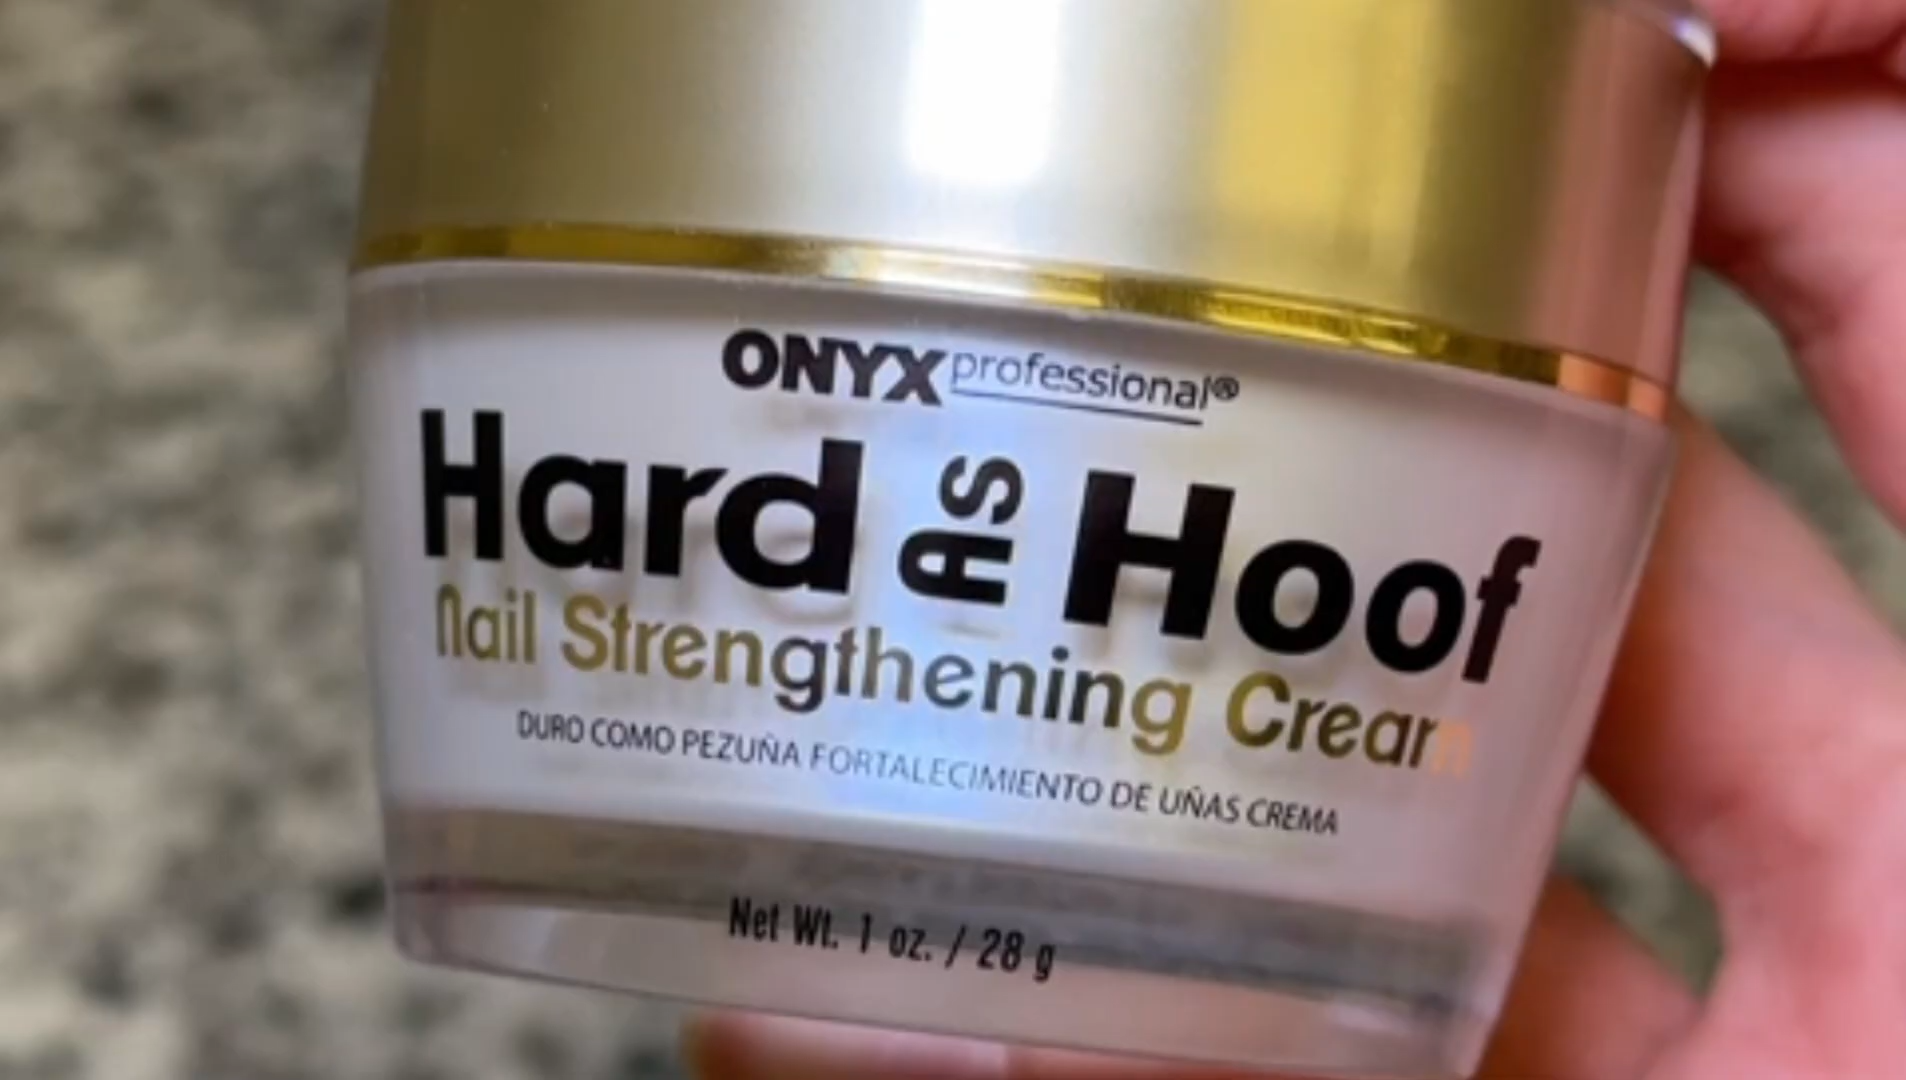 ONYX professional®
Hard AS Hoof
Nail Strengthening Cream
DURO COMO PEZUÑA FORTALECIMIENTO DE UÑAS CREMA
Net Wt. 1 oz. / 28 g